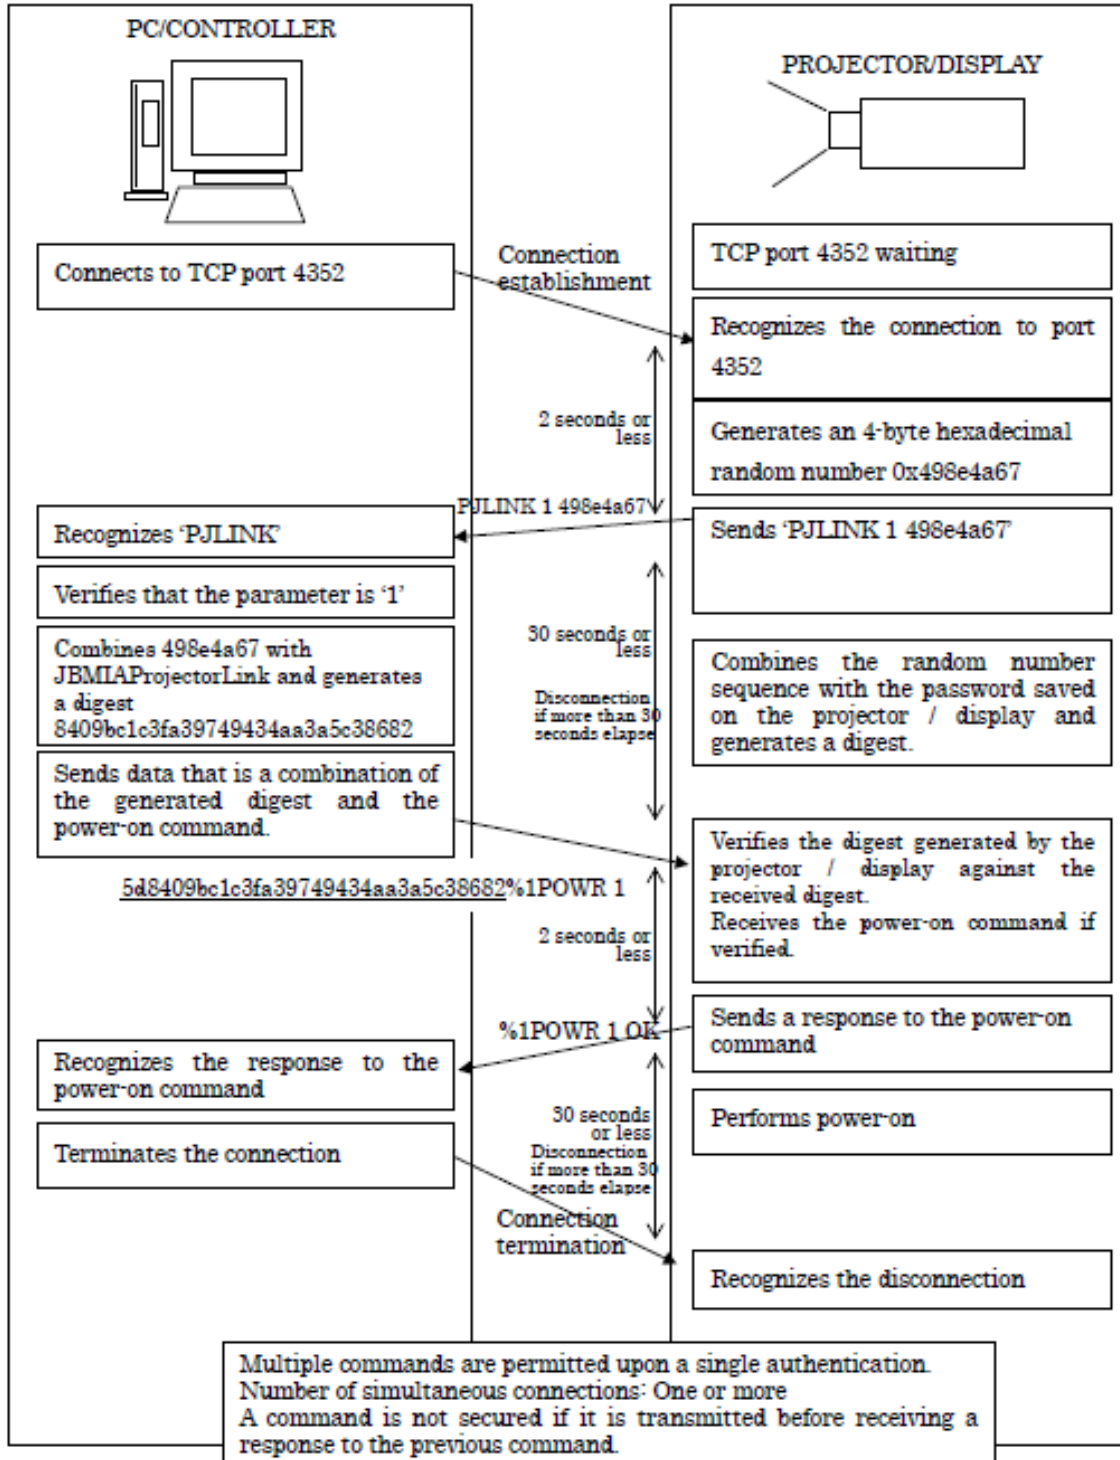 PC/CONTROLLER
PROJECTOR/DISPLAY
Connects to TCP port 4352
Connection
establishment
TCP port 4352 waiting
Recognizes the connection to port
4352
2 seconds or
less
Generates an 4-byte hexadecimal
random number 0x498e4a67
PJLINK 1 498e4a67
Sends ‘PJLINK 1 498e4a67’
Recognizes ‘PJLINK’
Verifies that the parameter is ‘1’
30 seconds or
less
Disconnection
if more than 30
seconds elapse
Combines 498e4a67 with
JBMIAProjectorLink and generates
a digest
8409bc1c3fa39749434aa3a5c38682
Combines the random number
sequence with the password saved
on the projector / display and
generates a digest.
Sends data that is a combination of
the generated digest and the
power-on command.
Verifies the digest generated by the
projector / display against the
received digest.
Receives the power-on command if
verified.
5d8409bc1c3fa39749434aa3a5c38682%1POWR 1
2 seconds or
less
%1POWR 1 OK
Sends a response to the power-on
command
Recognizes the response to the
power-on command
30 seconds
or less
Disconnection
if more than 30
seconds elapse
Performs power-on
Terminates the connection
Connection
termination
Recognizes the disconnection
Multiple commands are permitted upon a single authentication.
Number of simultaneous connections: One or more
A command is not secured if it is transmitted before receiving a
response to the previous command.